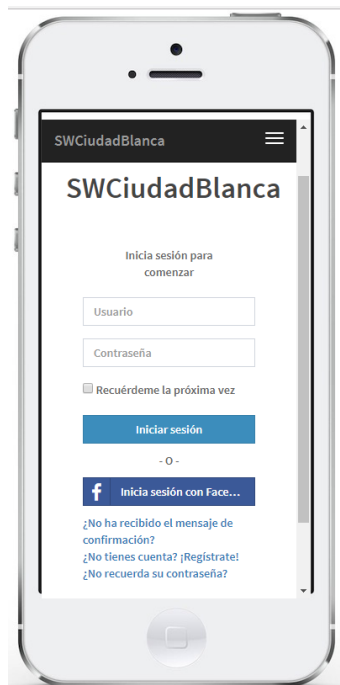 SWCiudadBlanca
SWCiudadBlanca
Inicia sesión para
comenzar
Usuario
Contraseña
Recuérdeme la próxima vez
Iniciar sesión
- O -
f Inicia sesión con Face...
¿No ha recibido el mensaje de
confirmación?
¿No tienes cuenta? ¡Registrate!
¿No recuerda su contraseña?